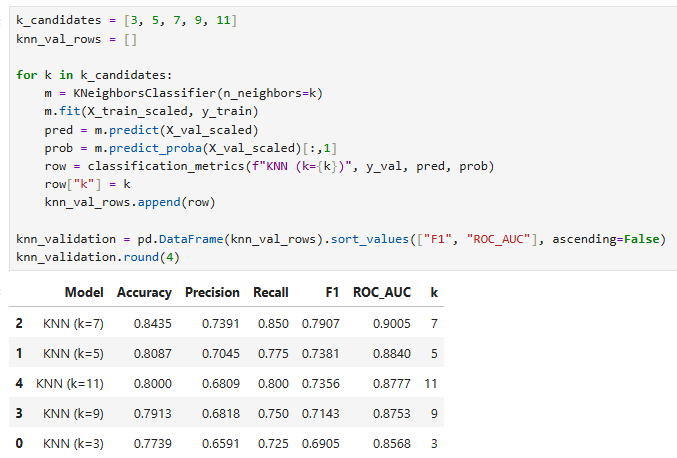 k_candidates = [3, 5, 7, 9, 11]
knn_val_rows = []
for k in k_candidates:
    m = KNeighborsClassifier(n_neighbors=k)
    m.fit(X_train_scaled, y_train)
    pred = m.predict(X_val_scaled)
    prob = m.predict_proba(X_val_scaled)[:,1]
    row = classification_metrics(f"KNN (k={k})", y_val, pred, prob)
    row["k"] = k
    knn_val_rows.append(row)
knn_validation = pd.DataFrame(knn_val_rows).sort_values(["F1", "ROC_AUC"], ascending=False)
knn_validation.round(4)
Model Accuracy Precision Recall F1 ROC_AUC k
2 KNN (k=7) 0.8435 0.7391 0.850 0.7907 0.9005 7
1 KNN (k=5) 0.8087 0.7045 0.775 0.7381 0.8840 5
4 KNN (k=11) 0.8000 0.6809 0.800 0.7356 0.8777 11
3 KNN (k=9) 0.7913 0.6818 0.750 0.7143 0.8753 9
0 KNN (k=3) 0.7739 0.6591 0.725 0.6905 0.8568 3